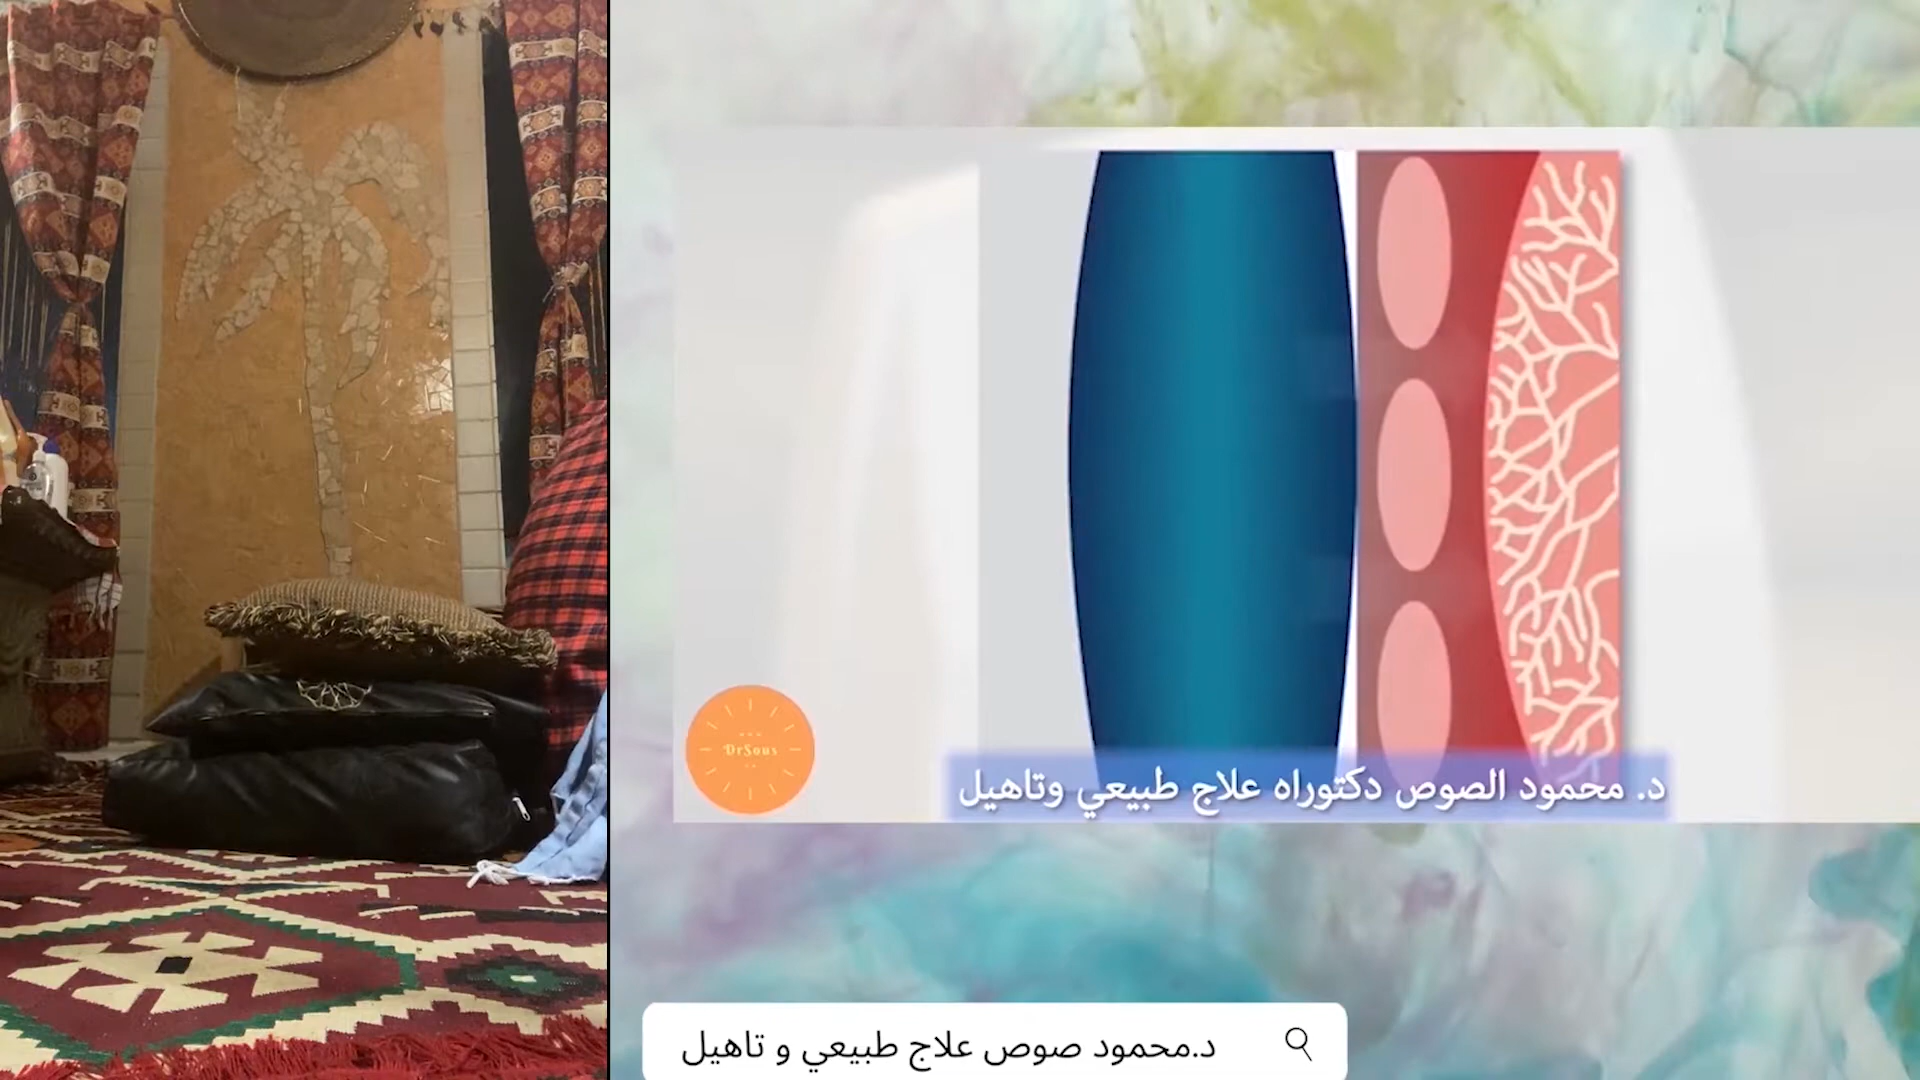 DrSous
د. محمود الصوص دكتوراه علاج طبيعي وتاهيل
د.محمود صوص علاج طبيعي و تاهيل